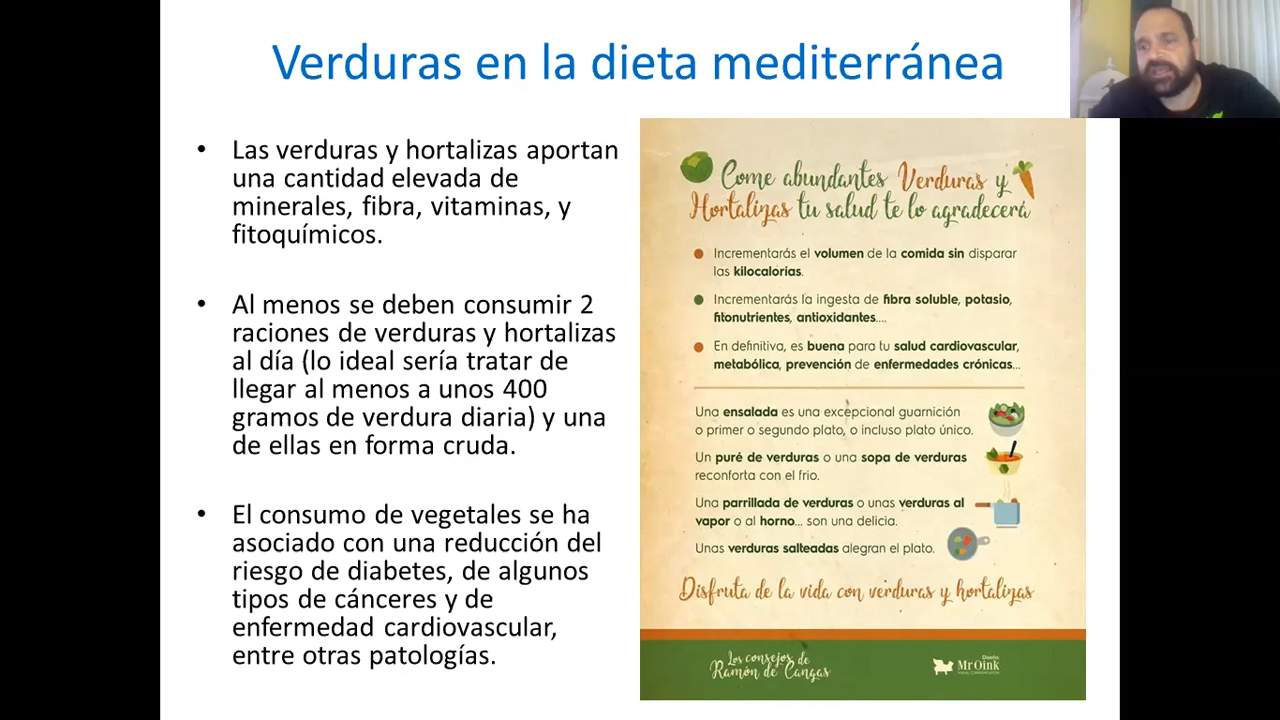 Verduras en la dieta mediterránea
• Las verduras y hortalizas aportan
una cantidad elevada de
minerales, fibra, vitaminas, y
fitoquímicos.
• Al menos se deben consumir 2
raciones de verduras y hortalizas
al día (lo ideal sería tratar de
llegar al menos a unos 400
gramos de verdura diaria) y una
de ellas en forma cruda.
• El consumo de vegetales se ha
asociado con una reducción del
riesgo de diabetes, de algunos
tipos de cánceres y de
enfermedad cardiovascular,
entre otras patologías.
Come abundantes Verduras y
Hortalizas tu salud te lo agradecerá
Incrementarás el volumen de la comida sin disparar
las kilocalorías.
Incrementarás la ingesta de fibra soluble, potasio,
fitonutrientes, antioxidantes....
En definitiva, es buena para tu salud cardiovascular,
metabólica, prevención de enfermedades crónicas...
Una ensalada es una excepcional guarnición
o primer o segundo plato, o incluso plato único.
Un puré de verduras o una sopa de verduras
reconforta con el frio.
Una parrillada de verduras o unas verduras al
vapor o al horno... son una delicia.
Unas verduras salteadas alegran el plato.
Disfruta de la vida con verduras y hortalizas
Los consejos de
Ramón de Cangas
Diseño
MrOink